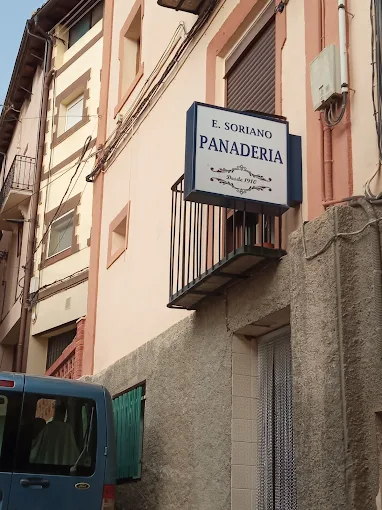 E. SORIANO
PANADERIA
Desde 1910